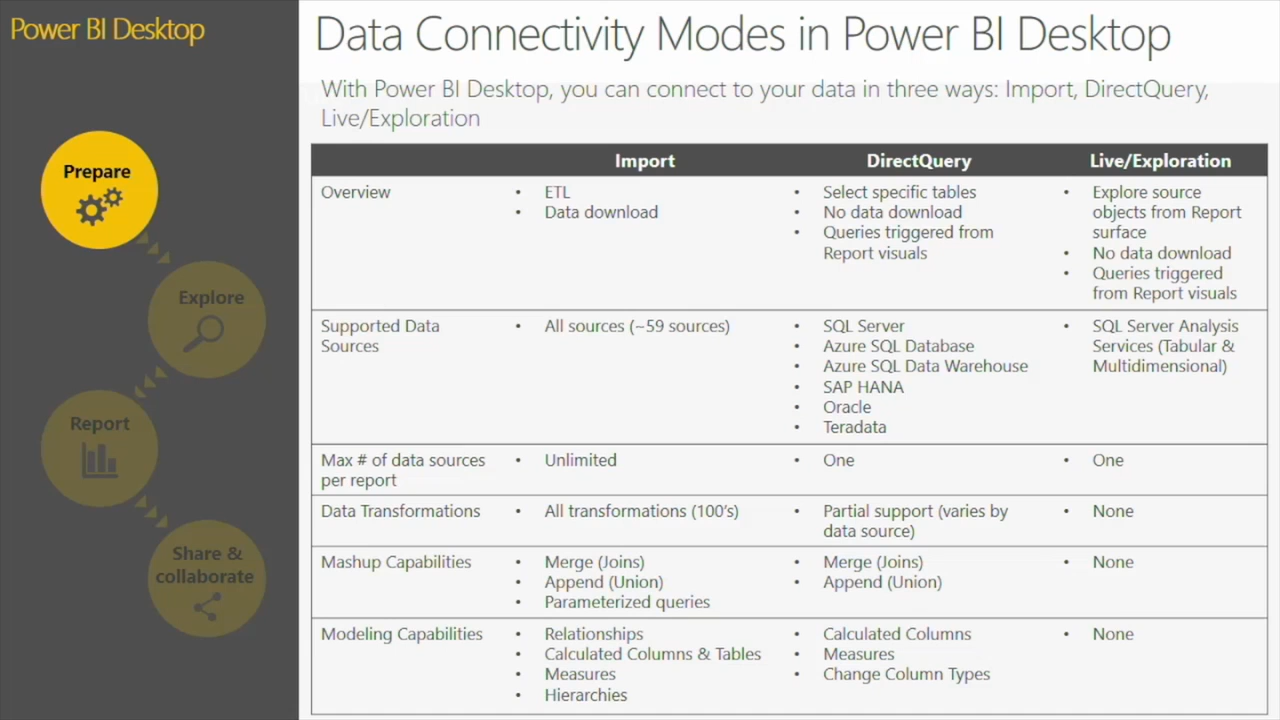 Power BI Desktop
Data Connectivity Modes in Power BI Desktop
With Power BI Desktop, you can connect to your data in three ways: Import, DirectQuery,
Live/Exploration
Prepare
Explore
Report
Share &
collaborate
Import DirectQuery Live/Exploration
Overview
• ETL
• Data download
• Select specific tables
• No data download
• Queries triggered from
Report visuals
• Explore source
objects from Report
surface
• No data download
• Queries triggered
from Report visuals
Supported Data
Sources
• All sources (~59 sources)
• SQL Server
• Azure SQL Database
• Azure SQL Data Warehouse
• SAP HANA
• Oracle
• Teradata
• SQL Server Analysis
Services (Tabular &
Multidimensional)
Max # of data sources
per report
• Unlimited
• One
• One
Data Transformations
• All transformations (100's)
• Partial support (varies by
data source)
• None
Mashup Capabilities
• Merge (Joins)
• Append (Union)
• Parameterized queries
• Merge (Joins)
• Append (Union)
• None
Modeling Capabilities
• Relationships
• Calculated Columns & Tables
• Measures
• Hierarchies
• Calculated Columns
• Measures
• Change Column Types
• None